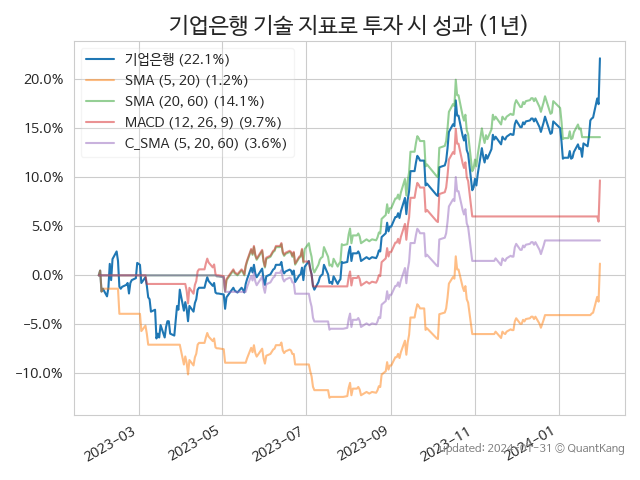 기업은행 기술 지표로 투자 시 성과 (1년)
기업은행 (22.1%)
SMA (5, 20) (1.2%)
SMA (20, 60) (14.1%)
MACD (12, 26, 9) (9.7%)
C_SMA (5, 20, 60) (3.6%)
20.0%
15.0%
10.0%
5.0%
0.0%
−5.0%
−10.0%
2023-03
2023-05
2023-07
2023-09
2023-11
2024-01
updated: 2024-01-31 © QuantKang